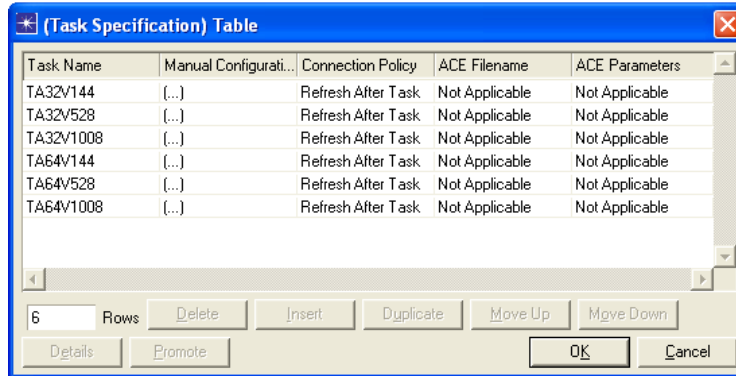 (Task Specification) Table
Task Name Manual Configurati... Connection Policy ACE Filename ACE Parameters
TA32V144 (...) Refresh After Task Not Applicable Not Applicable
TA32V528 (...) Refresh After Task Not Applicable Not Applicable
TA32V1008 (...) Refresh After Task Not Applicable Not Applicable
TA64V144 (...) Refresh After Task Not Applicable Not Applicable
TA64V528 (...) Refresh After Task Not Applicable Not Applicable
TA64V1008 (...) Refresh After Task Not Applicable Not Applicable
6 Rows Delete Insert Duplicate Move Up Move Down
Details Promote OK Cancel